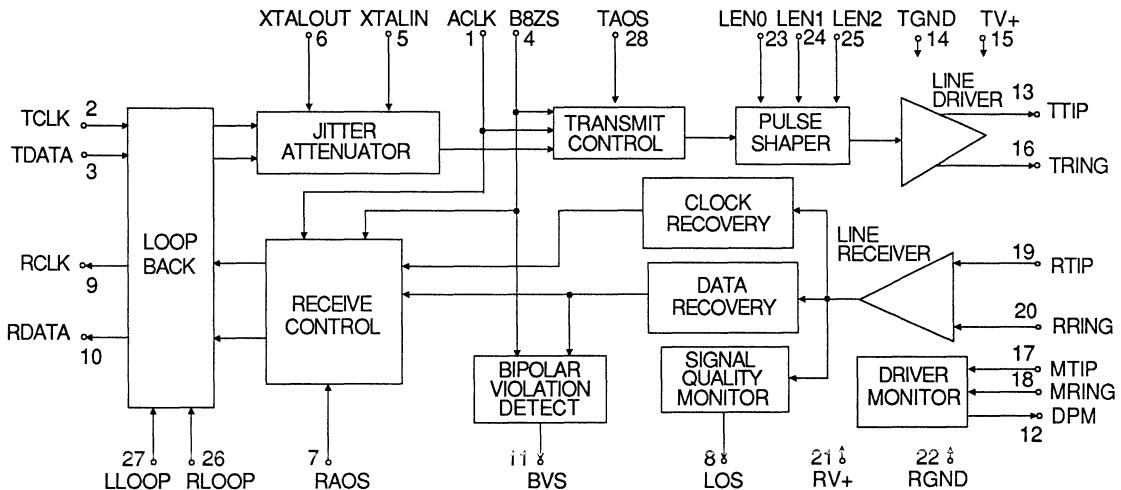 XTALOUT XTALIN ACLK B8ZS TAOS LEN0 LEN1 LEN2 TGND TV+
6 5 1 4 28 23 24 25 14 15
LINE
DRIVER
13
TTIP
16
TRING
TCLK 2
TDATA
3
JITTER
ATTENUATOR
TRANSMIT
CONTROL
PULSE
SHAPER
LOOP
BACK
RCLK
9
RDATA
10
RECEIVE
CONTROL
CLOCK
RECOVERY
DATA
RECOVERY
LINE
RECEIVER
19
RTIP
20
RRING
BIPOLAR
VIOLATION
DETECT
SIGNAL
QUALITY
MONITOR
DRIVER
MONITOR
17
MTIP
18
MRING
DPM
12
27 26 7 11 8 21 22
LLOOP RLOOP RAOS BVS LOS RV+ RGND